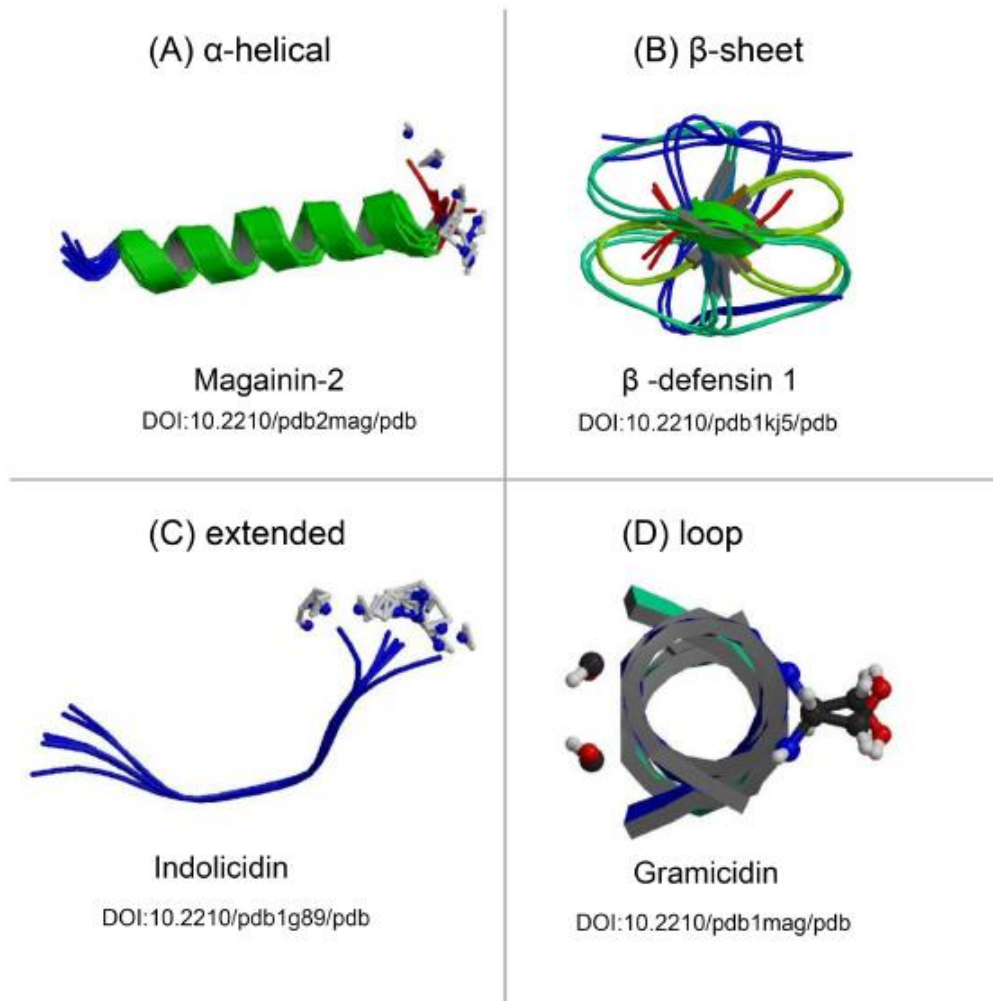 (A) α-helical
Magainin-2
DOI:10.2210/pdb2mag/pdb
(B) β-sheet
β -defensin 1
DOI:10.2210/pdb1kj5/pdb
(C) extended
Indolicidin
DOI:10.2210/pdb1g89/pdb
(D) loop
Gramicidin
DOI:10.2210/pdb1mag/pdb